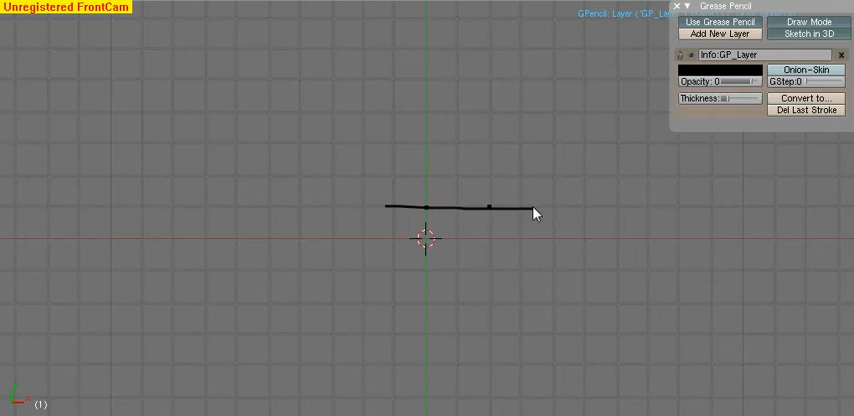 Unregistered FrontCam
Grease Pencil
GPencil: Layer ('GP_Laye
Use Grease Pencil
Draw Mode
Add New Layer
Sketch in 3D
Info:GP_Layer
Onion-Skin
Opacity: 0
GStep:0
Thickness:
Convert to...
Del Last Stroke
(1)